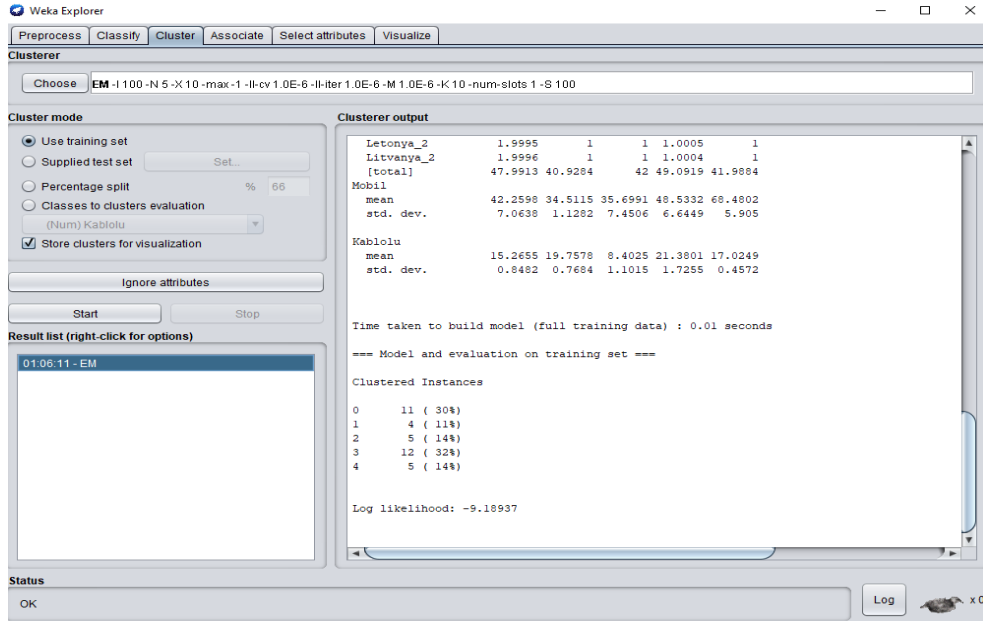 Weka Explorer
Preprocess Classify Cluster Associate Select attributes Visualize
Clusterer
Choose EM -I 100 -N 5 -X 10 -max -1 -ll-cv 1.0E-6 -ll-iter 1.0E-6 -M 1.0E-6 -K 10 -num-slots 1 -S 100
Cluster mode
Use training set
Supplied test set Set...
Percentage split % 66
Classes to clusters evaluation
(Num) Kablolu
Store clusters for visualization
Ignore attributes
Start Stop
Result list (right-click for options)
01:06:11 - EM
Clusterer output
Letonya_2 1.9995 1 1 1.0005 1
Litvanya_2 1.9996 1 1 1.0004 1
[total] 47.9913 40.9284 42 49.0919 41.9884
Mobil
mean 42.2598 34.5115 35.6991 48.5332 68.4802
std. dev. 7.0638 1.1282 7.4506 6.6449 5.905
Kablolu
mean 15.2655 19.7578 8.4025 21.3801 17.0249
std. dev. 0.8482 0.7684 1.1015 1.7255 0.4572
Time taken to build model (full training data) : 0.01 seconds
=== Model and evaluation on training set ===
Clustered Instances
0 11 ( 30%)
1 4 ( 11%)
2 5 ( 14%)
3 12 ( 32%)
4 5 ( 14%)
Log likelihood: -9.18937
Status
OK
Log x 0